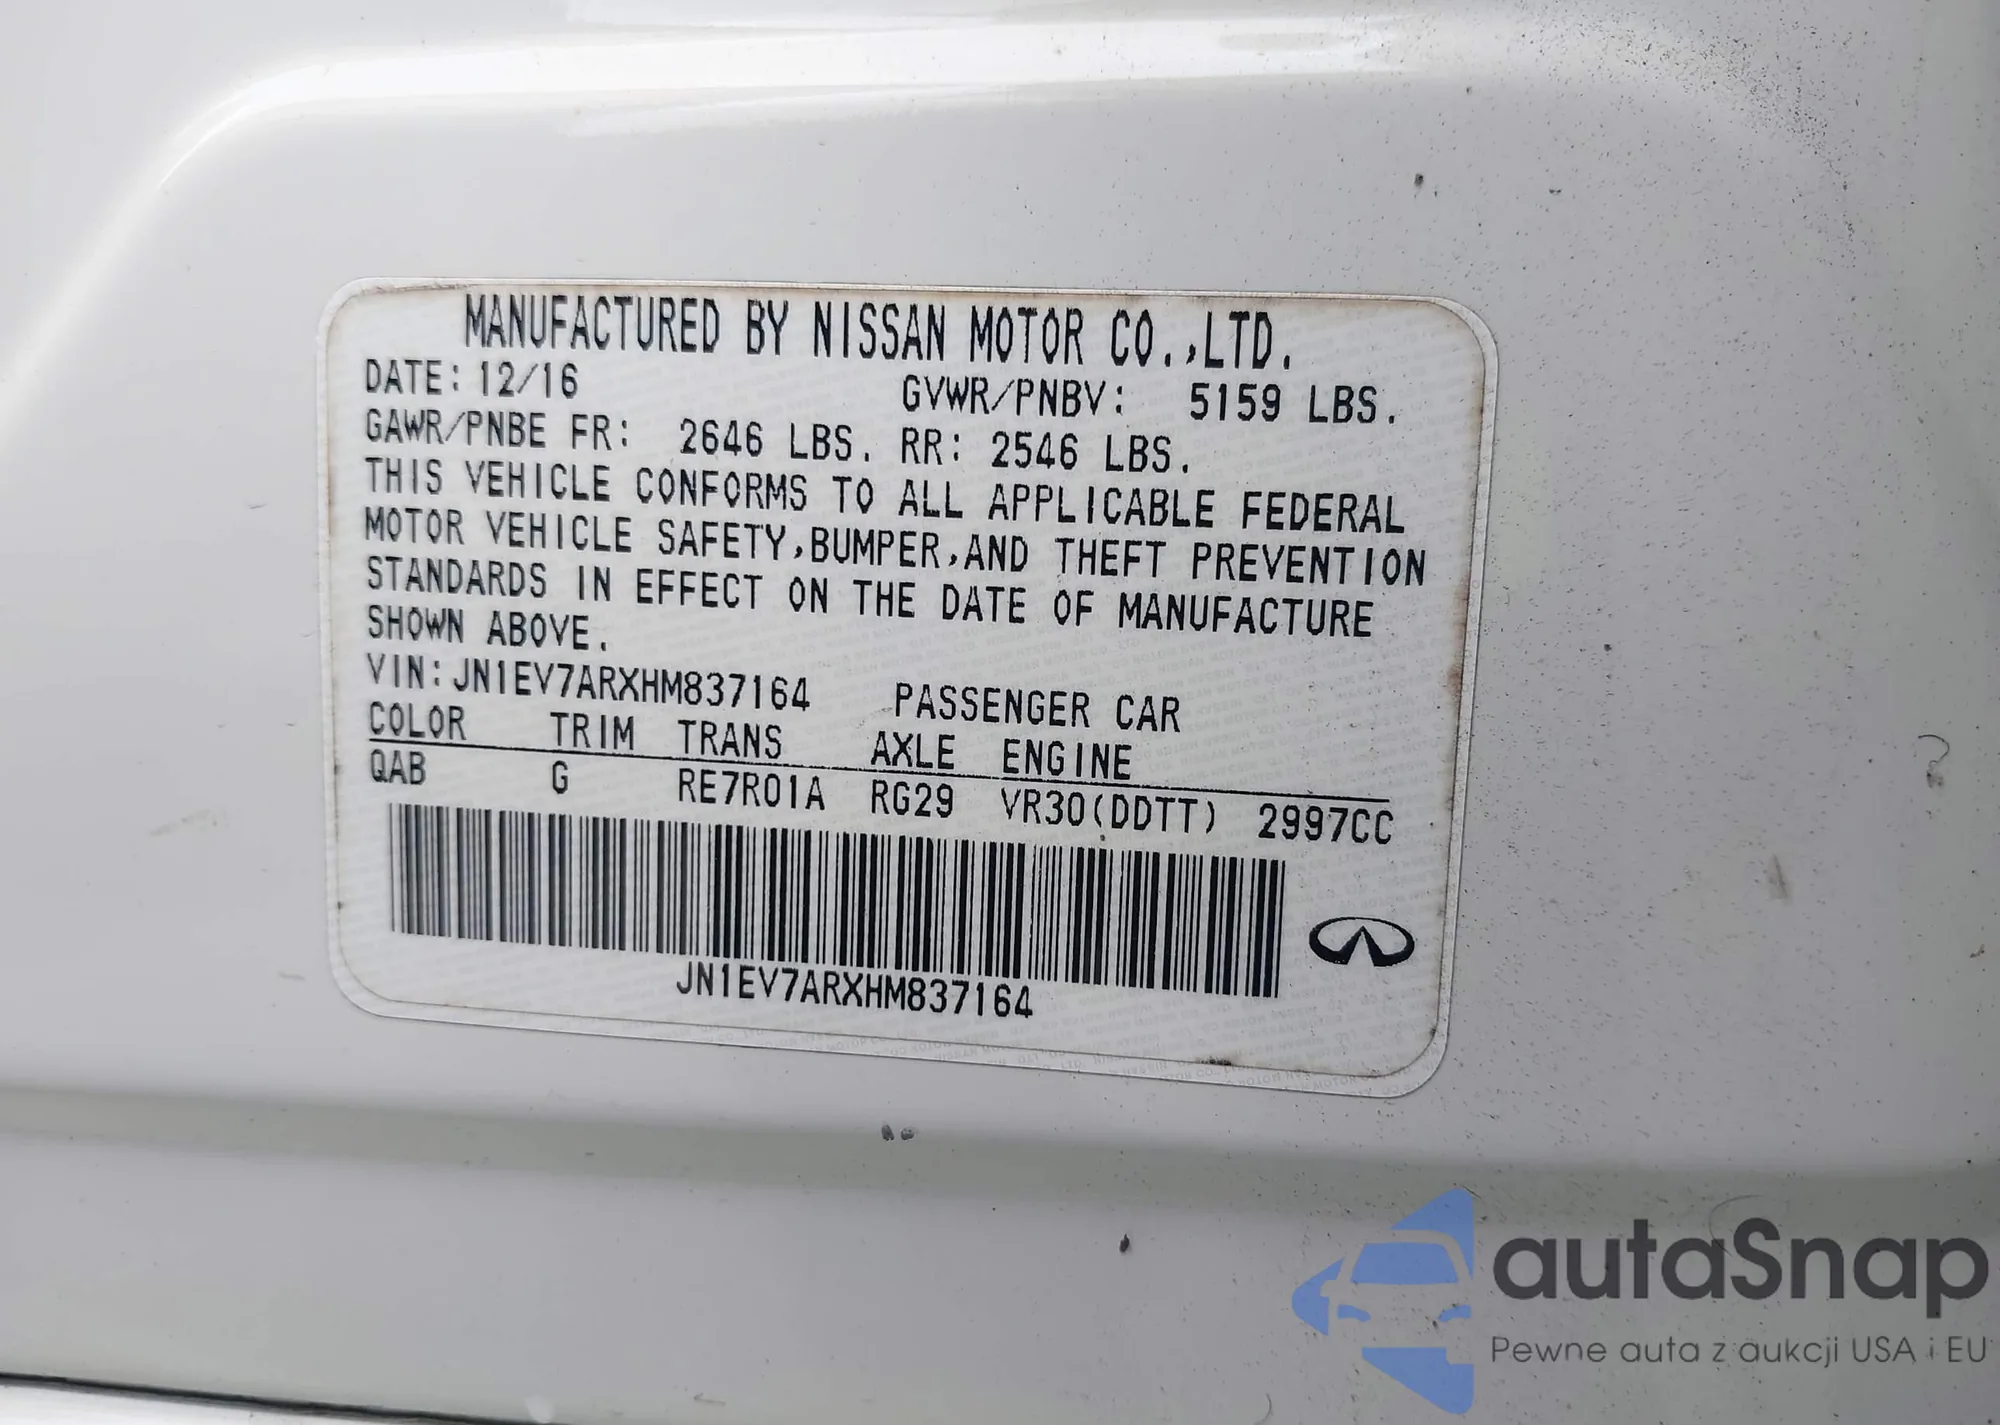 MANUFACTURED BY NISSAN MOTOR CO.,LTD.
DATE: 12/16 GVWR/PNBV: 5159 LBS.
GAWR/PNBE FR: 2646 LBS. RR: 2546 LBS.
THIS VEHICLE CONFORMS TO ALL APPLICABLE FEDERAL
MOTOR VEHICLE SAFETY,BUMPER,AND THEFT PREVENTION
STANDARDS IN EFFECT ON THE DATE OF MANUFACTURE
SHOWN ABOVE.
VIN:JN1EV7ARXHM837164 PASSENGER CAR
COLOR TRIM TRANS AXLE ENGINE
QAB G RE7R01A RG29 VR30(DDTT) 2997CC
JN1EV7ARXHM837164
autaSnap
Pewne auta z aukcji USA i EU